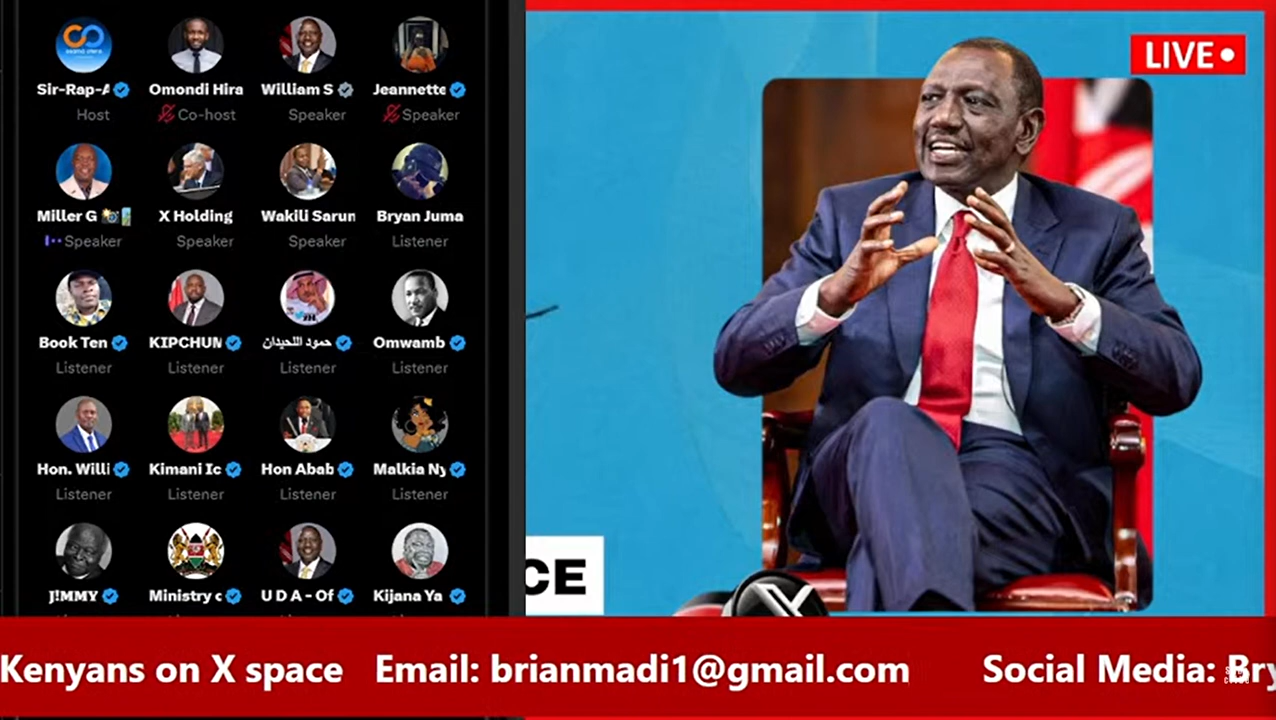 Sir-Rap-A
Omondi Hira
William S
Jeannette
Host
Co-host
Speaker
Speaker
Miller G
X Holding
Wakili Sarun
Bryan Juma
Speaker
Speaker
Speaker
Listener
Book Ten
KIPCHUM
حمود اللحيدان
Omwamb
Listener
Listener
Listener
Listener
Hon. Willi
Kimani Ic
Hon Abab
Malkia Ny
Listener
Listener
Listener
Listener
J!MMY
Ministry o
U D A - Of
Kijana Ya
LIVE
CE
Kenyans on X space Email: brianmadi1@gmail.com Social Media: Bry